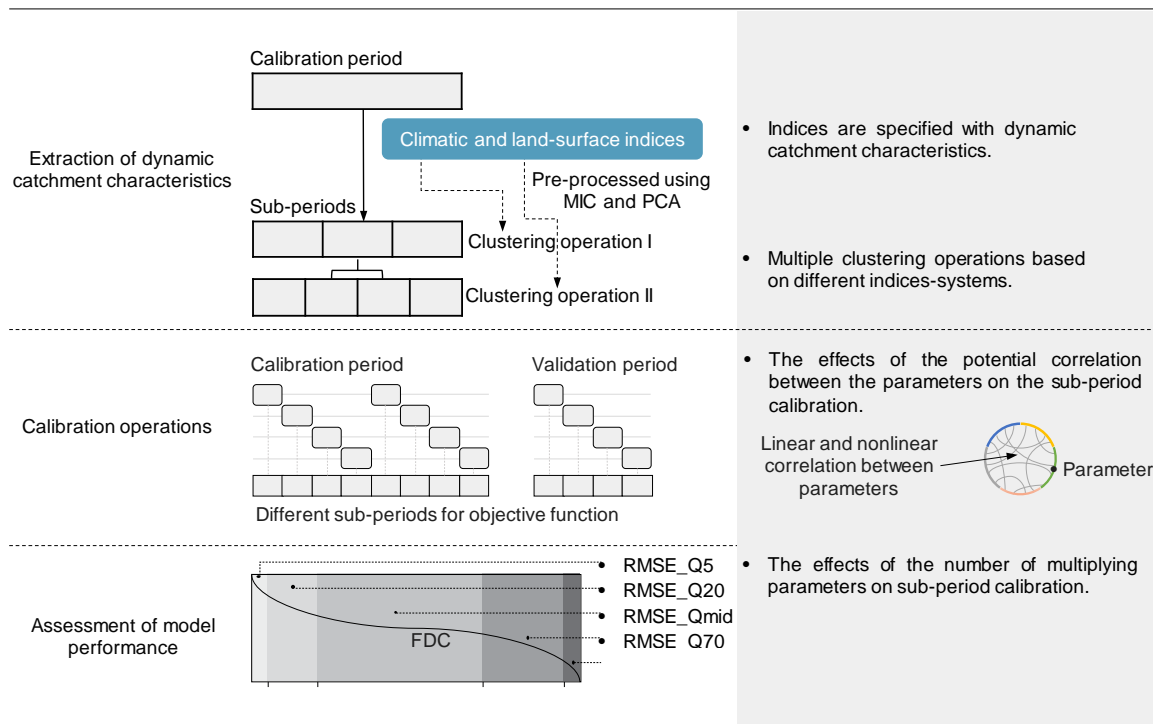 Calibration period
Climatic and land-surface indices
Extraction of dynamic
catchment characteristics
Pre-processed using
MIC and PCA
Sub-periods
Clustering operation I
Clustering operation II
• Indices are specified with dynamic
catchment characteristics.
• Multiple clustering operations based
on different indices-systems.
Calibration operations
Calibration period
Validation period
Different sub-periods for objective function
• The effects of the potential correlation
between the parameters on the sub-period
calibration.
Linear and nonlinear
correlation between
parameters
Parameter
Assessment of model
performance
FDC
• RMSE_Q5
• RMSE_Q20
• RMSE_Qmid
• RMSE_Q70
• The effects of the number of multiplying
parameters on sub-period calibration.